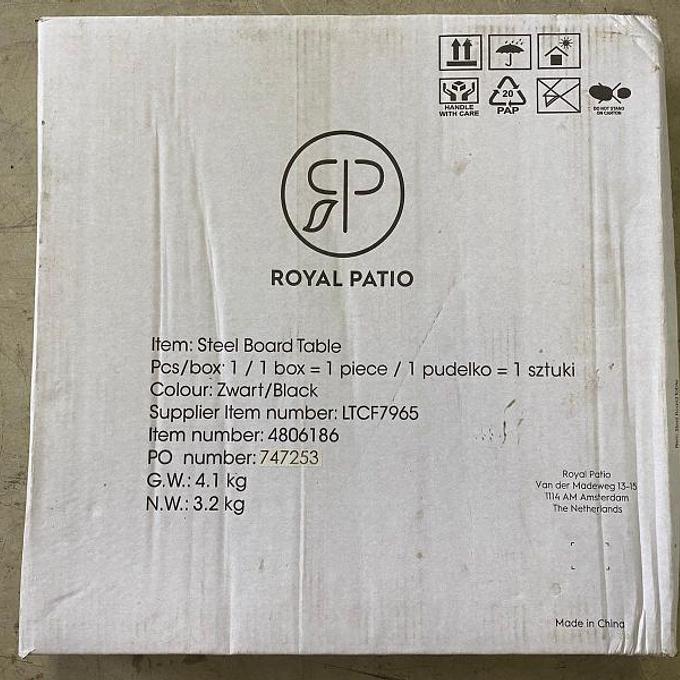 HANDLE
WITH CARE
20
PAP
DO NOT STAND
ON CARTON
ROYAL PATIO
Item: Steel Board Table
Pcs/box: 1 / 1 box = 1 piece / 1 pudelko = 1 sztuki
Colour: Zwart/Black
Supplier Item number: LTCF7965
Item number: 4806186
PO number: 747253
G.W.: 4.1 kg
N.W.: 3.2 kg
Royal Patio
Van der Madeweg 13-15
1114 AM Amsterdam
The Netherlands
Made in China